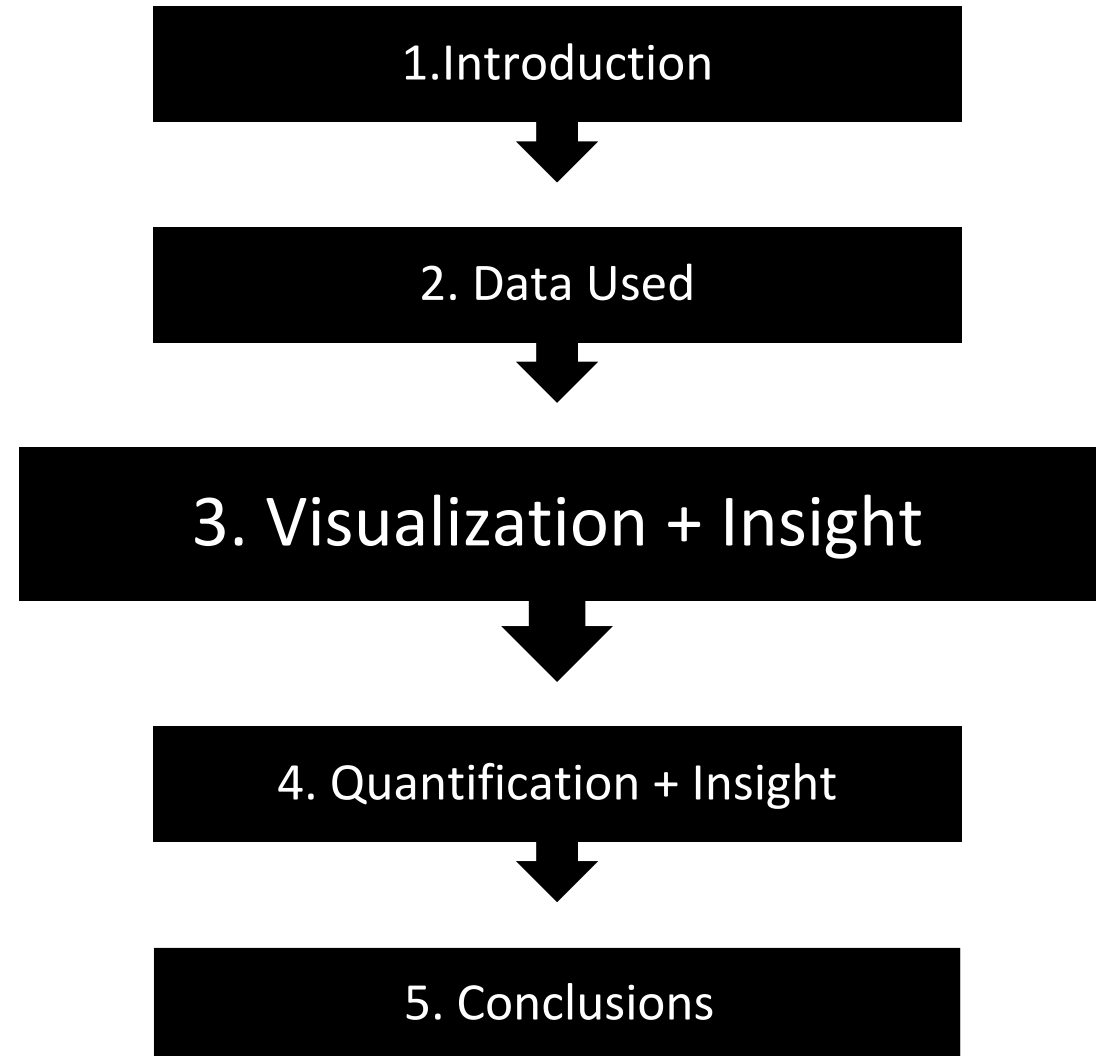 1.Introduction
2. Data Used
3. Visualization + Insight
4. Quantification + Insight
5. Conclusions